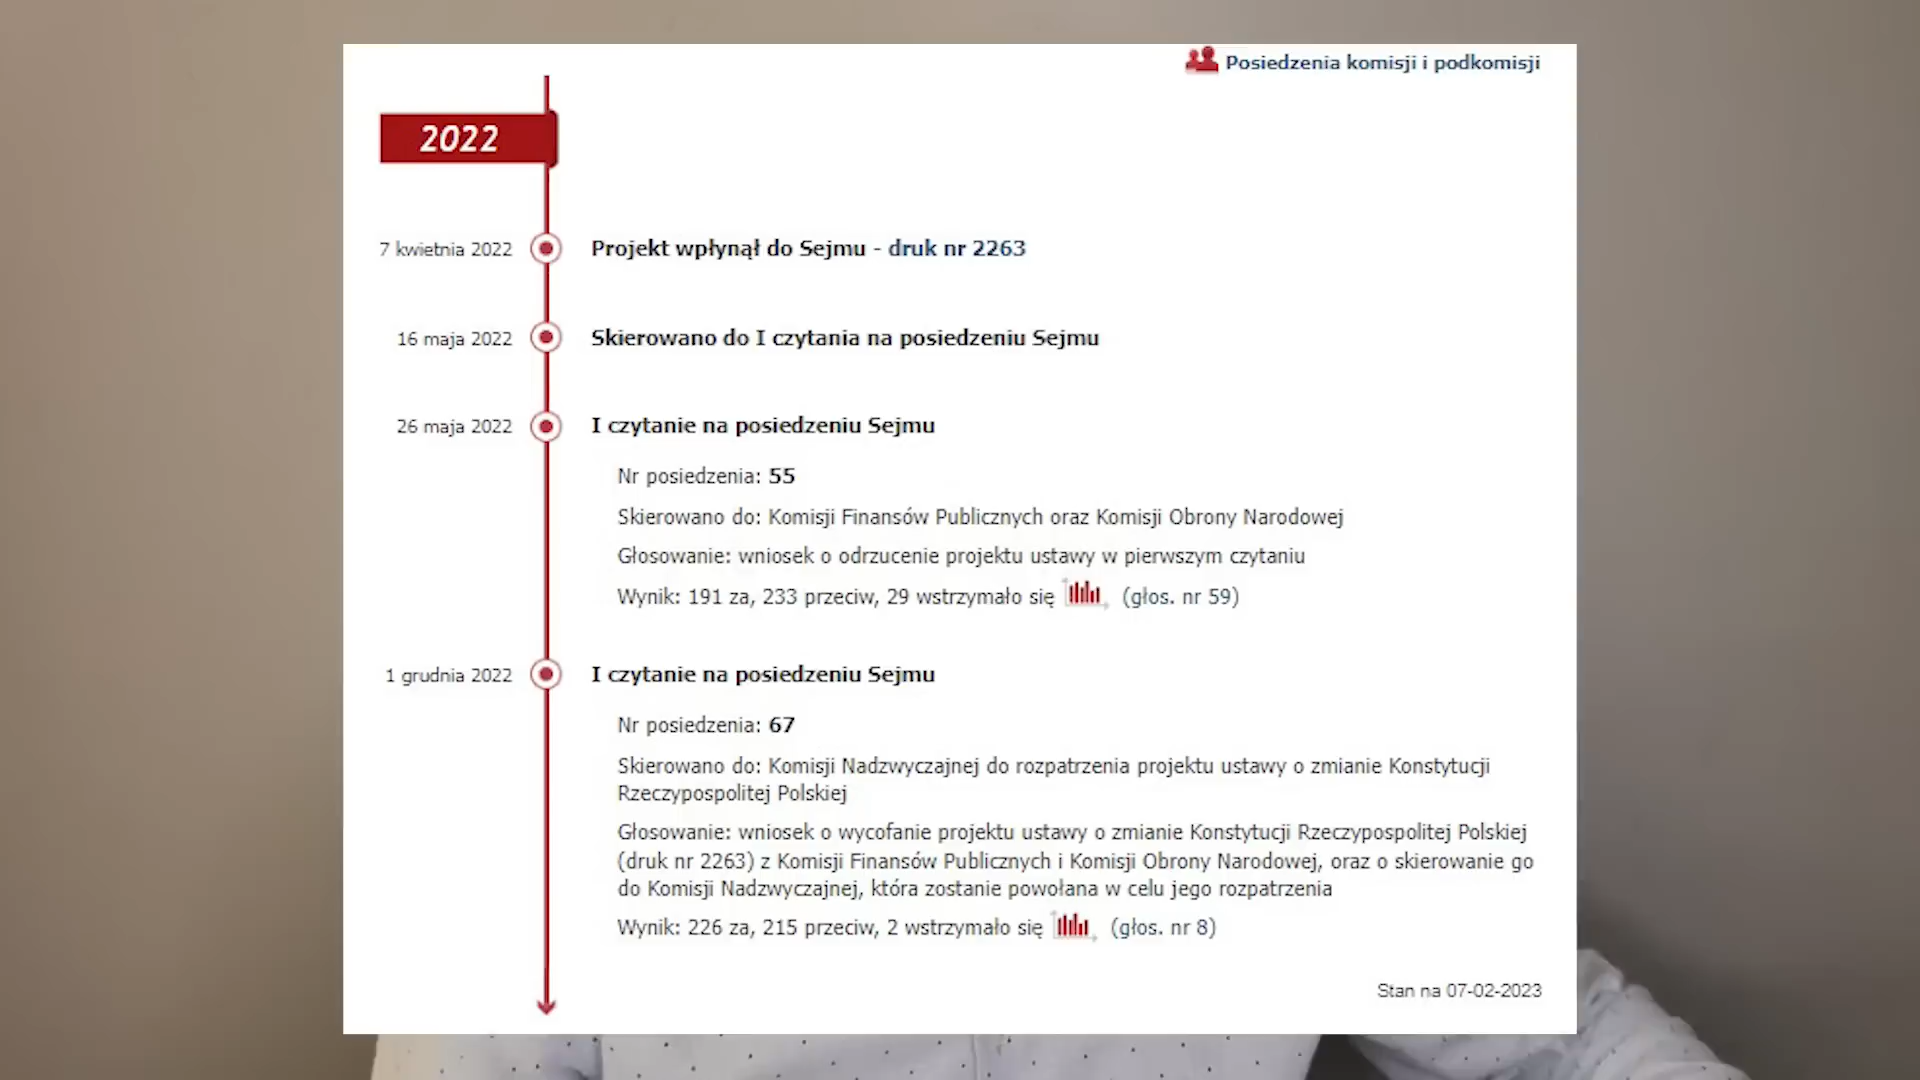 Posiedzenia komisji i podkomisji
2022
7 kwietnia 2022
Projekt wpłynął do Sejmu - druk nr 2263
16 maja 2022
Skierowano do I czytania na posiedzeniu Sejmu
26 maja 2022
I czytanie na posiedzeniu Sejmu
Nr posiedzenia: 55
Skierowano do: Komisji Finansów Publicznych oraz Komisji Obrony Narodowej
Głosowanie: wniosek o odrzucenie projektu ustawy w pierwszym czytaniu
Wynik: 191 za, 233 przeciw, 29 wstrzymało się (głos. nr 59)
1 grudnia 2022
I czytanie na posiedzeniu Sejmu
Nr posiedzenia: 67
Skierowano do: Komisji Nadzwyczajnej do rozpatrzenia projektu ustawy o zmianie Konstytucji
Rzeczypospolitej Polskiej
Głosowanie: wniosek o wycofanie projektu ustawy o zmianie Konstytucji Rzeczypospolitej Polskiej
(druk nr 2263) z Komisji Finansów Publicznych i Komisji Obrony Narodowej, oraz o skierowanie go
do Komisji Nadzwyczajnej, która zostanie powołana w celu jego rozpatrzenia
Wynik: 226 za, 215 przeciw, 2 wstrzymało się (głos. nr 8)
Stan na 07-02-2023